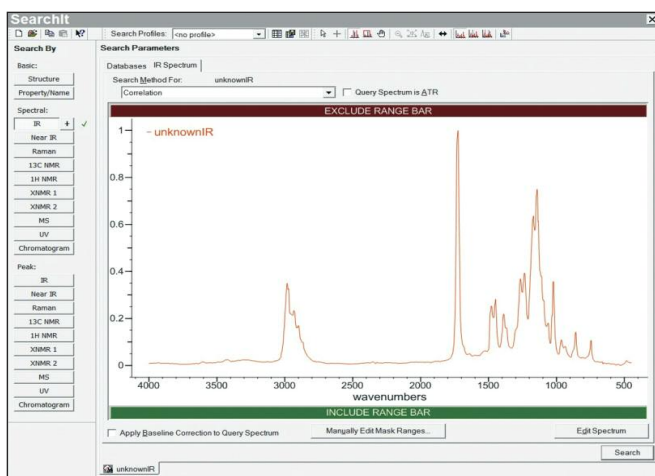 SearchIt
Search Profiles: <no profile>
Search By
Search Parameters
Basic:
Structure
Property/Name
Spectral:
IR +
Near IR
Raman
13C NMR
1H NMR
XNMR 1
XNMR 2
MS
UV
Chromatogram
Peak:
IR
Near IR
Raman
13C NMR
1H NMR
XNMR 1
XNMR 2
MS
UV
Chromatogram
Databases IR Spectrum
Search Method For: unknownIR
Correlation
Query Spectrum is ATR
EXCLUDE RANGE BAR
unknownIR
1
0.8
0.6
0.4
0.2
0
4000 3500 3000 2500 2000 1500 1000 500
wavenumbers
INCLUDE RANGE BAR
Apply Baseline Correction to Query Spectrum
Manually Edit Mask Ranges...
Edit Spectrum
Search
unknownIR